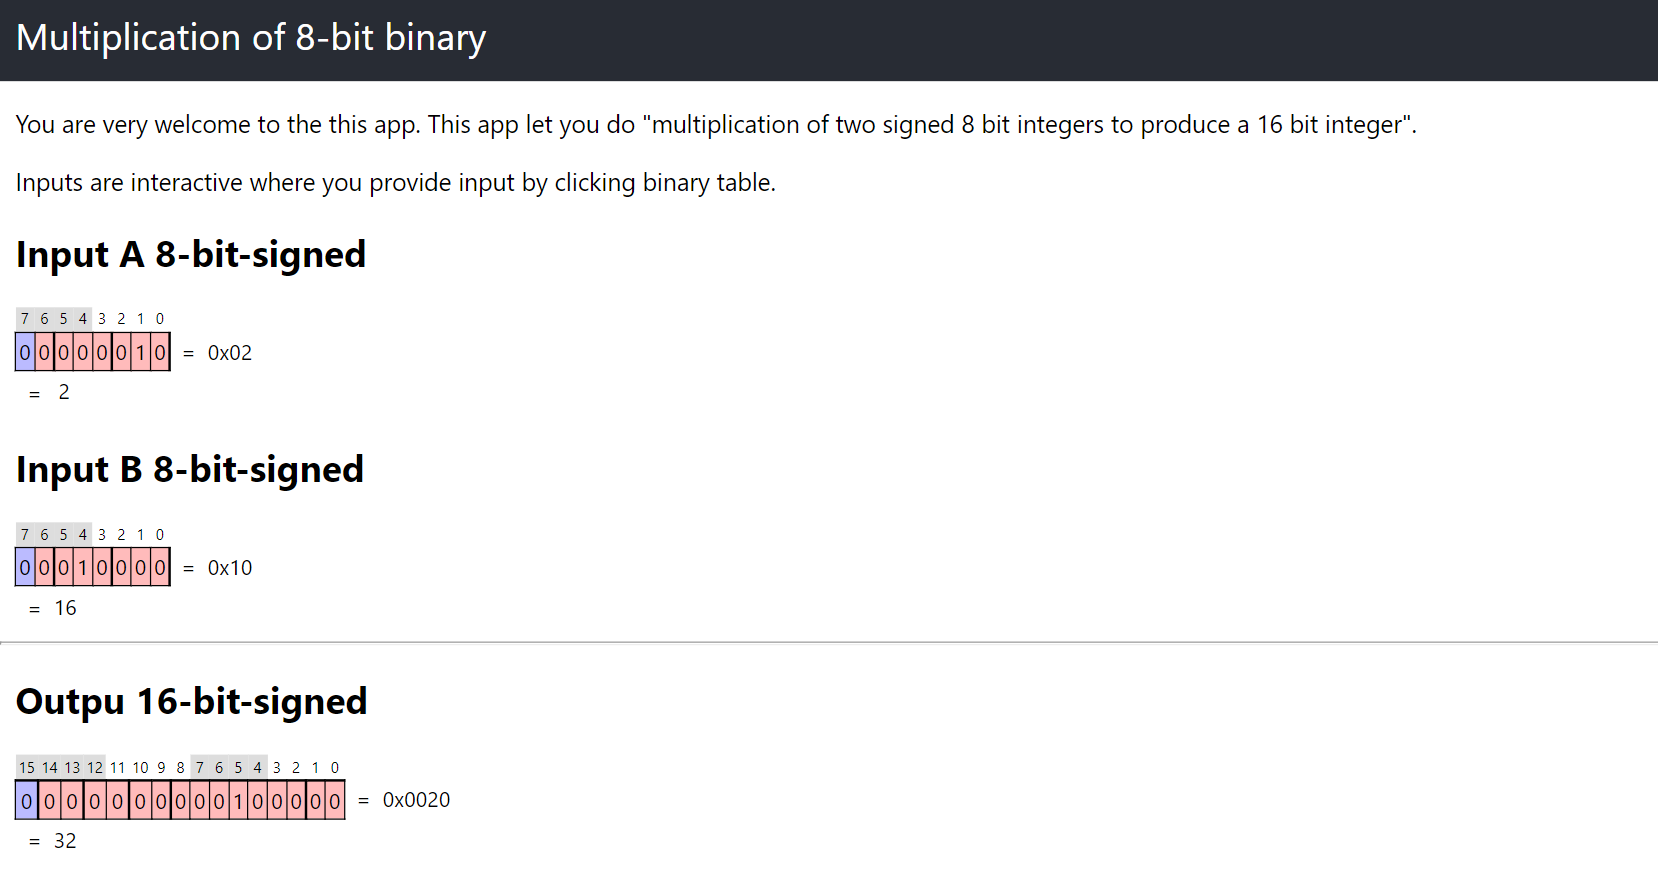 Multiplication of 8-bit binary
You are very welcome to the this app. This app let you do "multiplication of two signed 8 bit integers to produce a 16 bit integer".
Inputs are interactive where you provide input by clicking binary table.
Input A 8-bit-signed
7 6 5 4 3 2 1 0
0 0 0 0 0 0 1 0 = 0x02
= 2
Input B 8-bit-signed
7 6 5 4 3 2 1 0
0 0 0 1 0 0 0 0 = 0x10
= 16
Outpu 16-bit-signed
15 14 13 12 11 10 9 8 7 6 5 4 3 2 1 0
0 0 0 0 0 0 0 0 0 0 1 0 0 0 0 0 = 0x0020
= 32